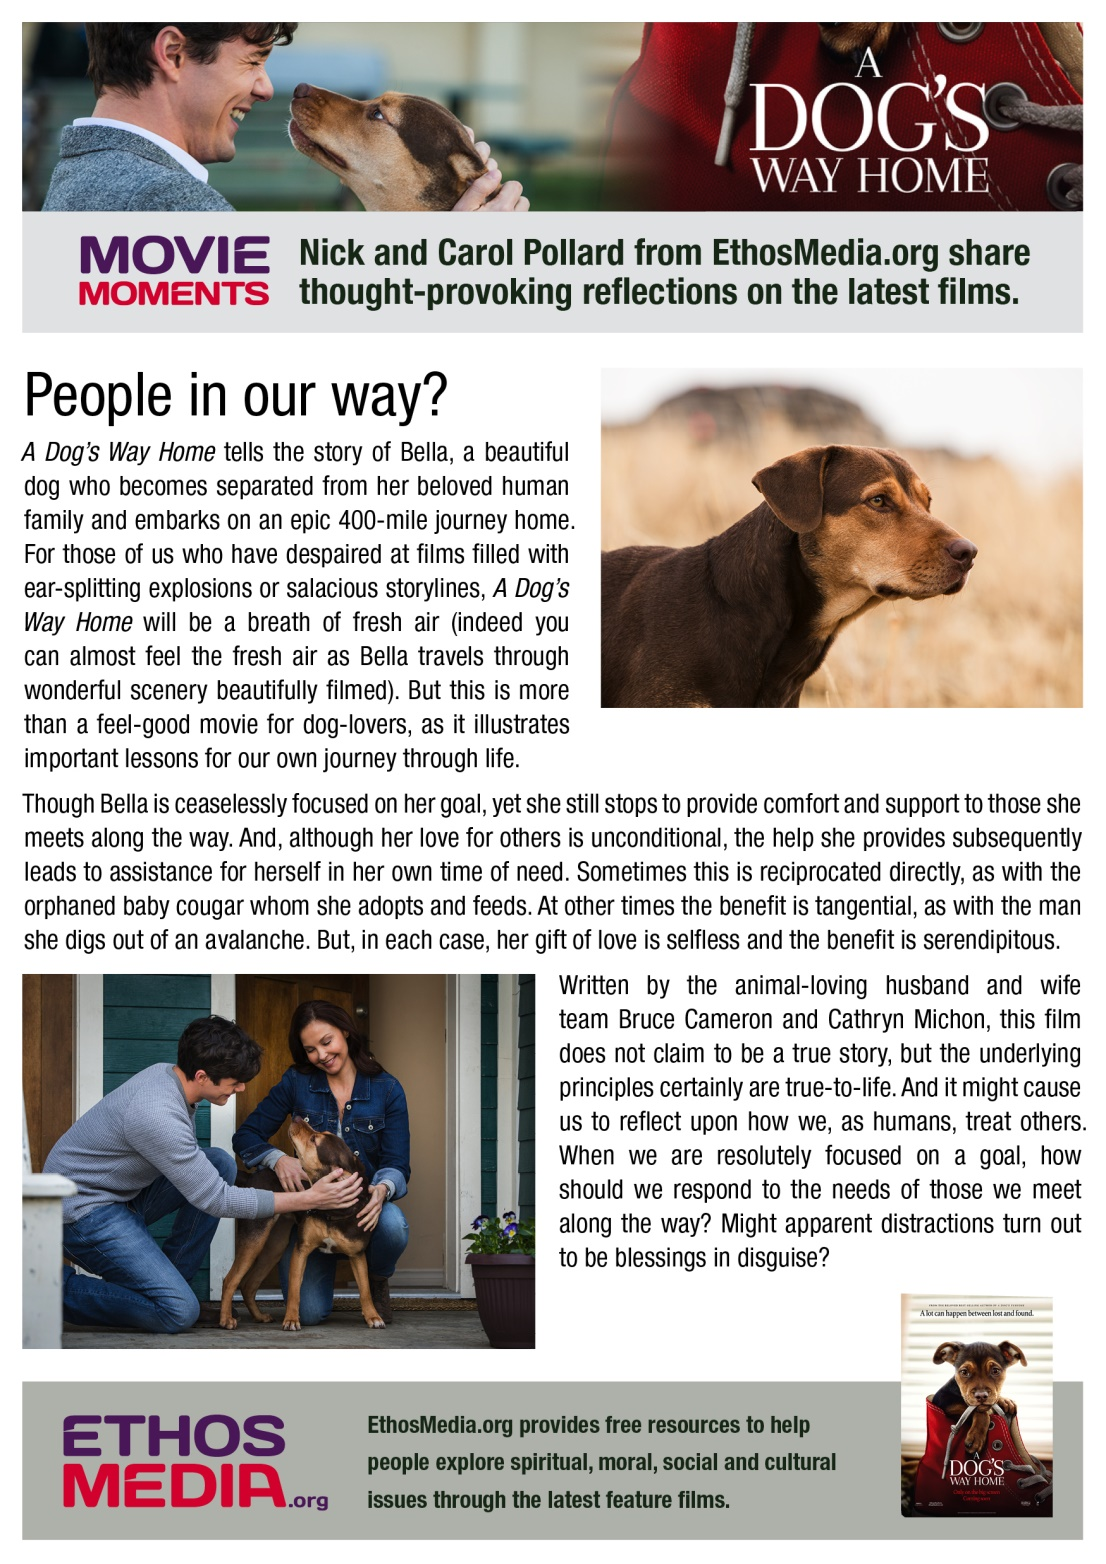 A
DOG'S
WAY HOME
MOVIE
MOMENTS
Nick and Carol Pollard from EthosMedia.org share
thought-provoking reflections on the latest films.
People in our way?
A Dog's Way Home tells the story of Bella, a beautiful
dog who becomes separated from her beloved human
family and embarks on an epic 400-mile journey home.
For those of us who have despaired at films filled with
ear-splitting explosions or salacious storylines, A Dog's
Way Home will be a breath of fresh air (indeed you
can almost feel the fresh air as Bella travels through
wonderful scenery beautifully filmed). But this is more
than a feel-good movie for dog-lovers, as it illustrates
important lessons for our own journey through life.
Though Bella is ceaselessly focused on her goal, yet she still stops to provide comfort and support to those she
meets along the way. And, although her love for others is unconditional, the help she provides subsequently
leads to assistance for herself in her own time of need. Sometimes this is reciprocated directly, as with the
orphaned baby cougar whom she adopts and feeds. At other times the benefit is tangential, as with the man
she digs out of an avalanche. But, in each case, her gift of love is selfless and the benefit is serendipitous.
Written by the animal-loving husband and wife
team Bruce Cameron and Cathryn Michon, this film
does not claim to be a true story, but the underlying
principles certainly are true-to-life. And it might cause
us to reflect upon how we, as humans, treat others.
When we are resolutely focused on a goal, how
should we respond to the needs of those we meet
along the way? Might apparent distractions turn out
to be blessings in disguise?
A lot can happen between lost and found.
A
DOG'S
WAY HOME
ETHOS
MEDIA.org
EthosMedia.org provides free resources to help
people explore spiritual, moral, social and cultural
issues through the latest feature films.